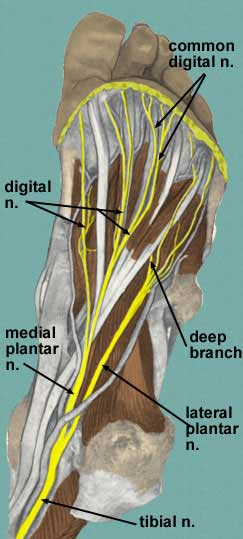 common
digital n.
digital
n.
medial
plantar
n.
deep
branch
lateral
plantar
n.
tibial n.